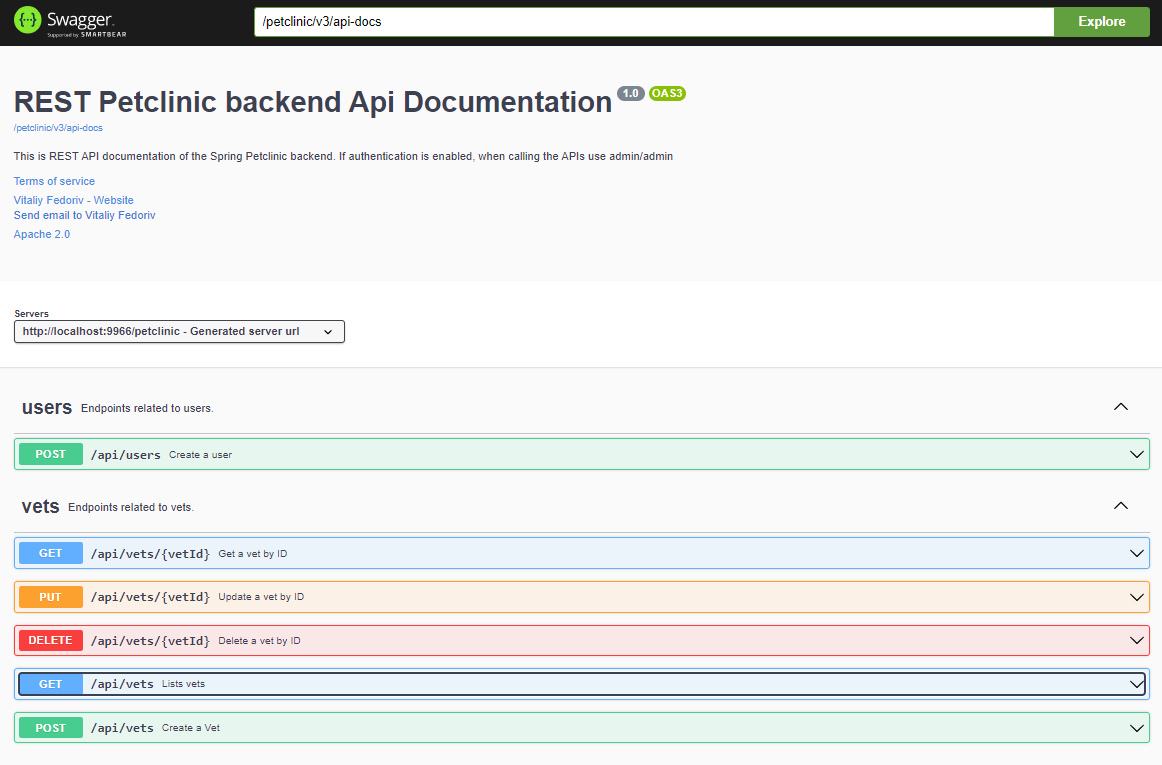 Swagger.
Supported by SMARTBEAR
/petclinic/v3/api-docs
Explore
REST Petclinic backend Api Documentation 1.0 OAS3
/petclinic/v3/api-docs
This is REST API documentation of the Spring Petclinic backend. If authentication is enabled, when calling the APIs use admin/admin
Terms of service
Vitaliy Fedoriv - Website
Send email to Vitaliy Fedoriv
Apache 2.0
Servers
http://localhost:9966/petclinic - Generated server url
users Endpoints related to users.
POST /api/users Create a user
vets Endpoints related to vets.
GET /api/vets/{vetId} Get a vet by ID
PUT /api/vets/{vetId} Update a vet by ID
DELETE /api/vets/{vetId} Delete a vet by ID
GET /api/vets Lists vets
POST /api/vets Create a Vet